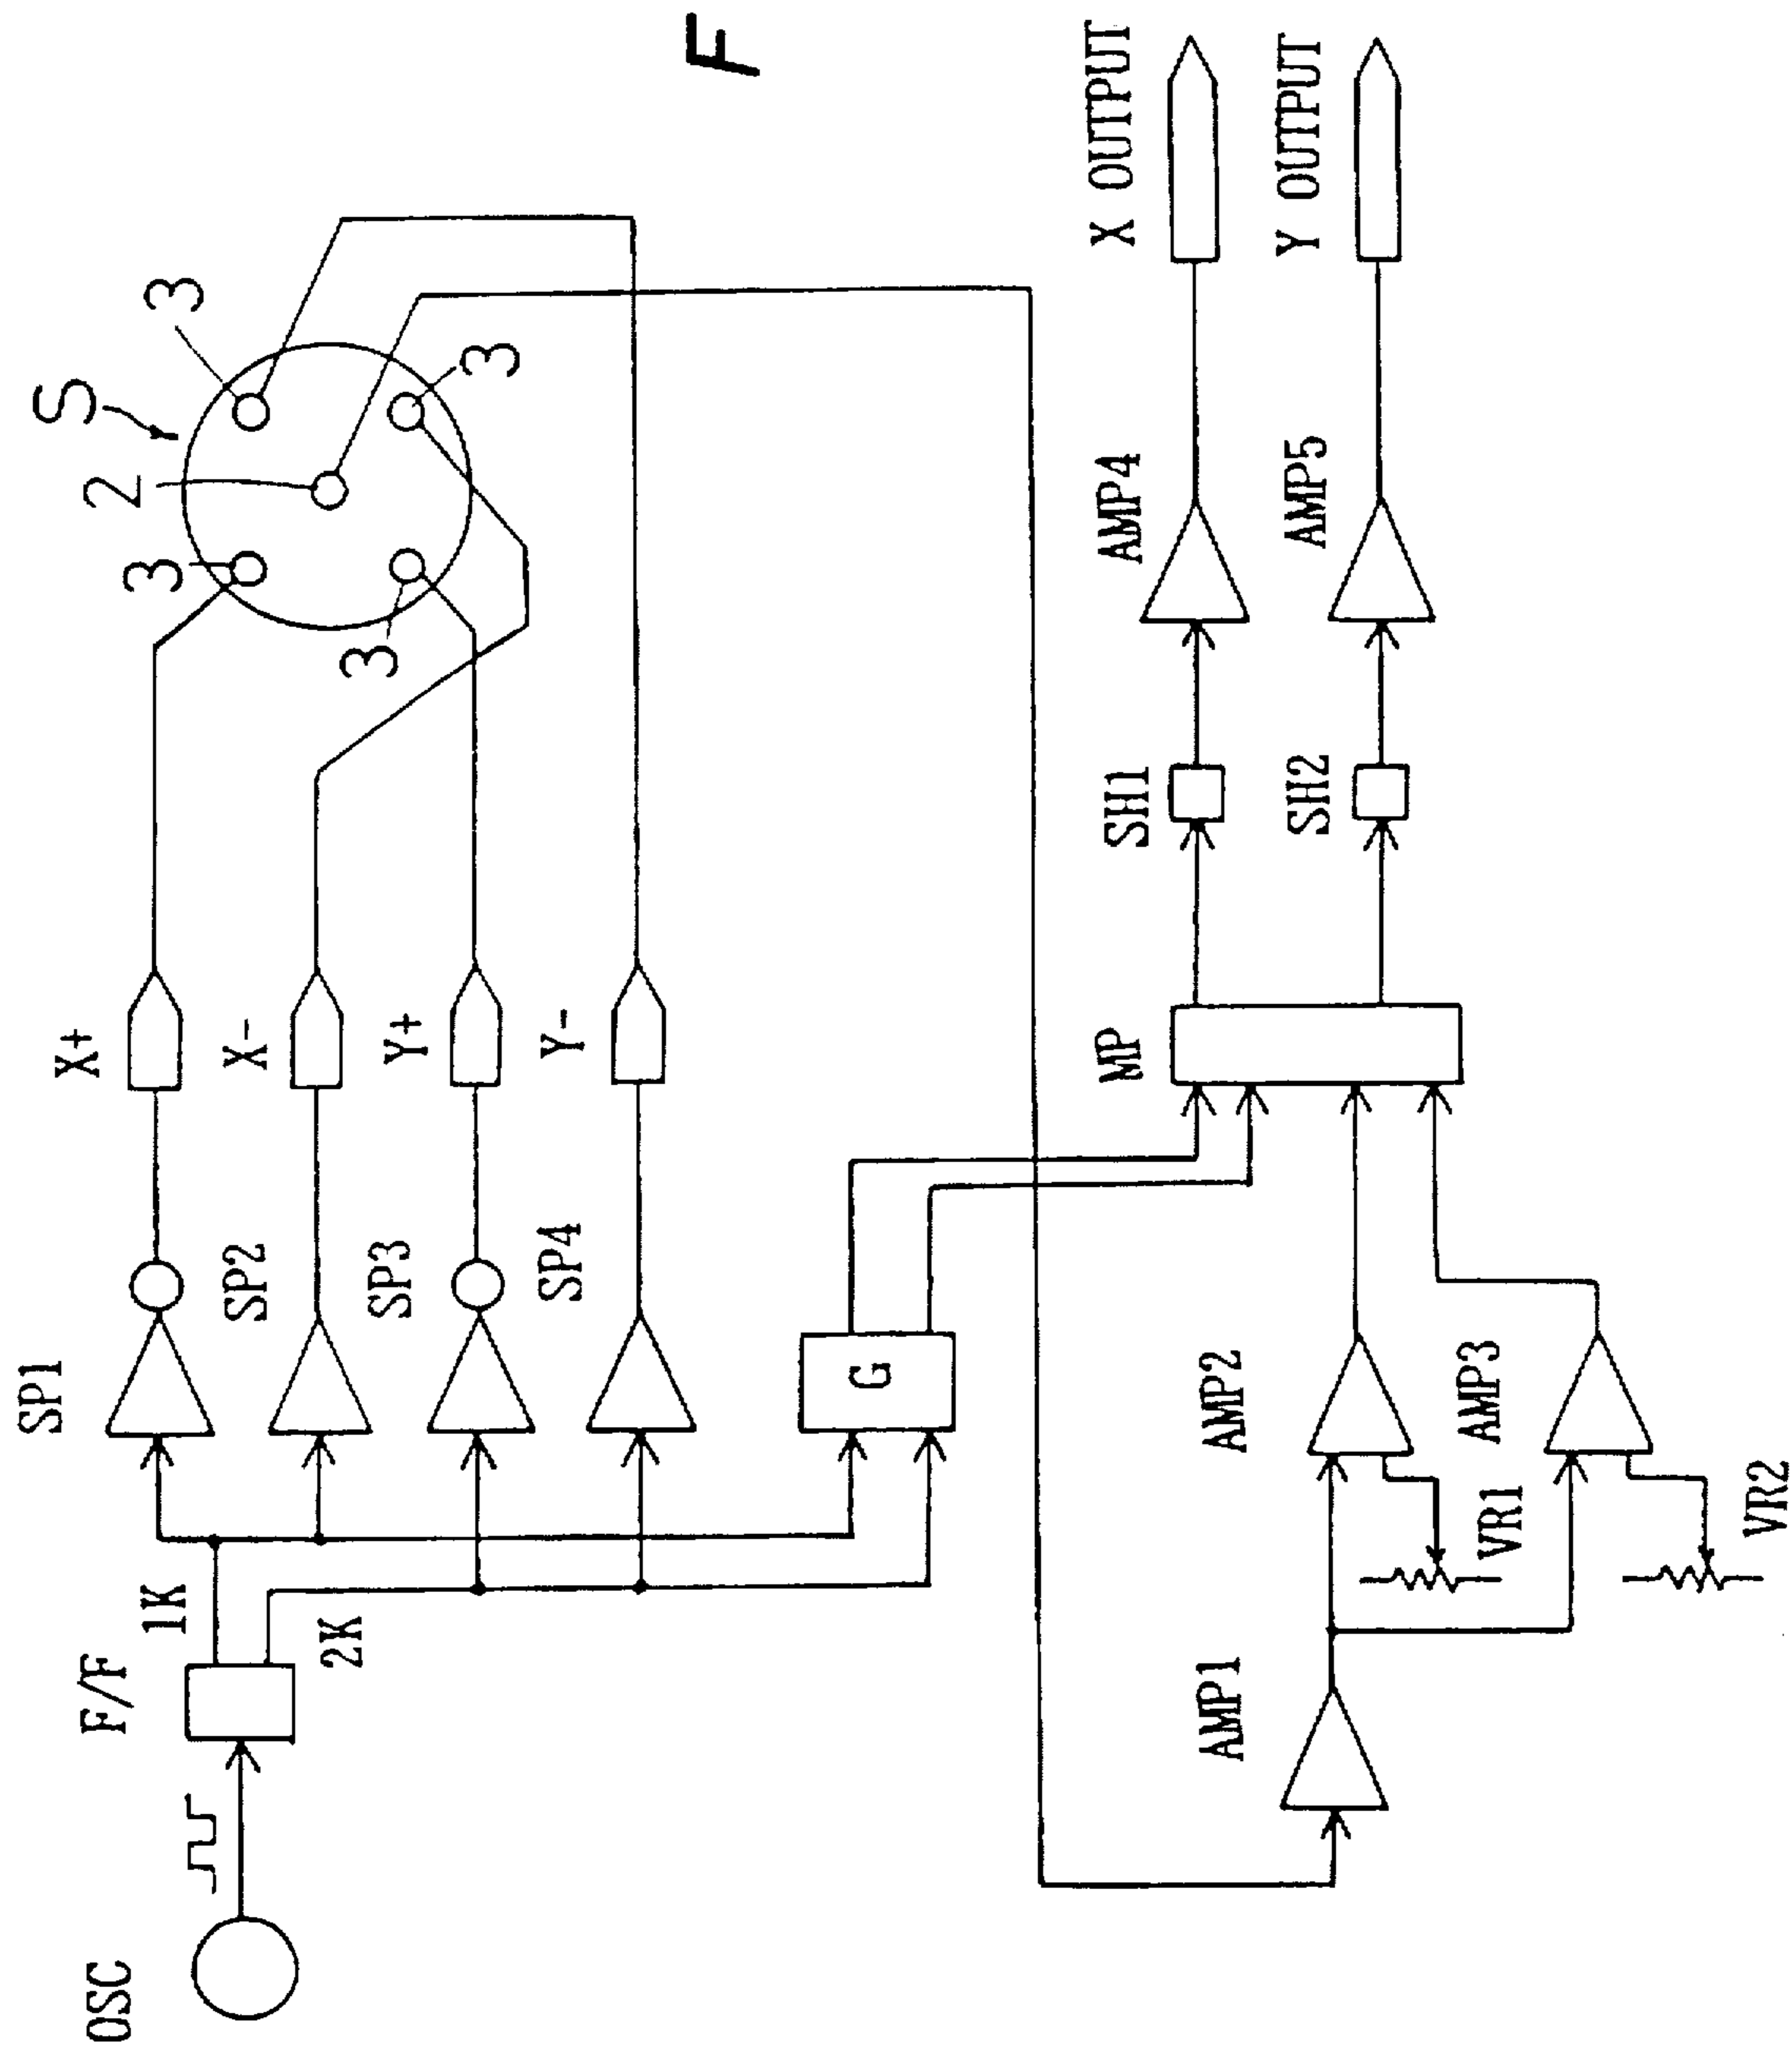 OSC
F/F
1K
2K
SP1
SP2
SP3
SP4
X+
X-
Y+
Y-
S
2
3
3
3
3
G
F
AMP1
AMP2
AMP3
VR1
VR2
MP
SH1
SH2
AMP4
AMP5
X OUTPUT
Y OUTPUT